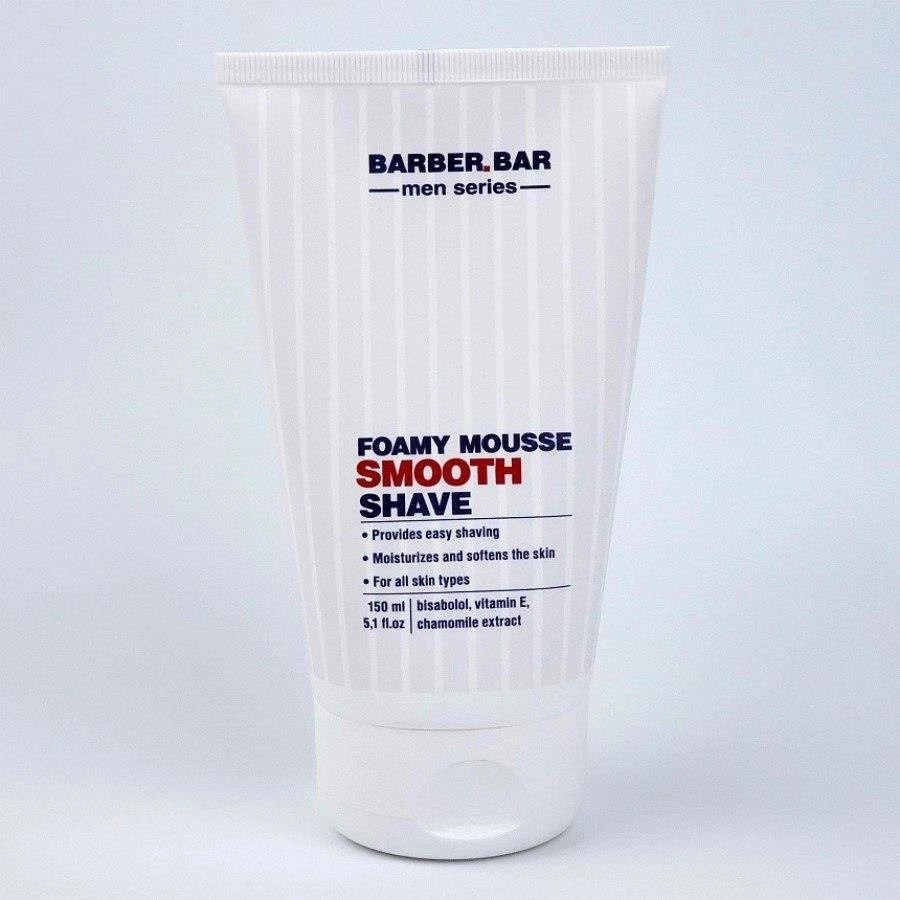 BARBER.BAR
men series
FOAMY MOUSSE
SMOOTH
SHAVE
• Provides easy shaving
• Moisturizes and softens the skin
• For all skin types
150 ml | bisabolol, vitamin E,
5,1 fl.oz | chamomile extract